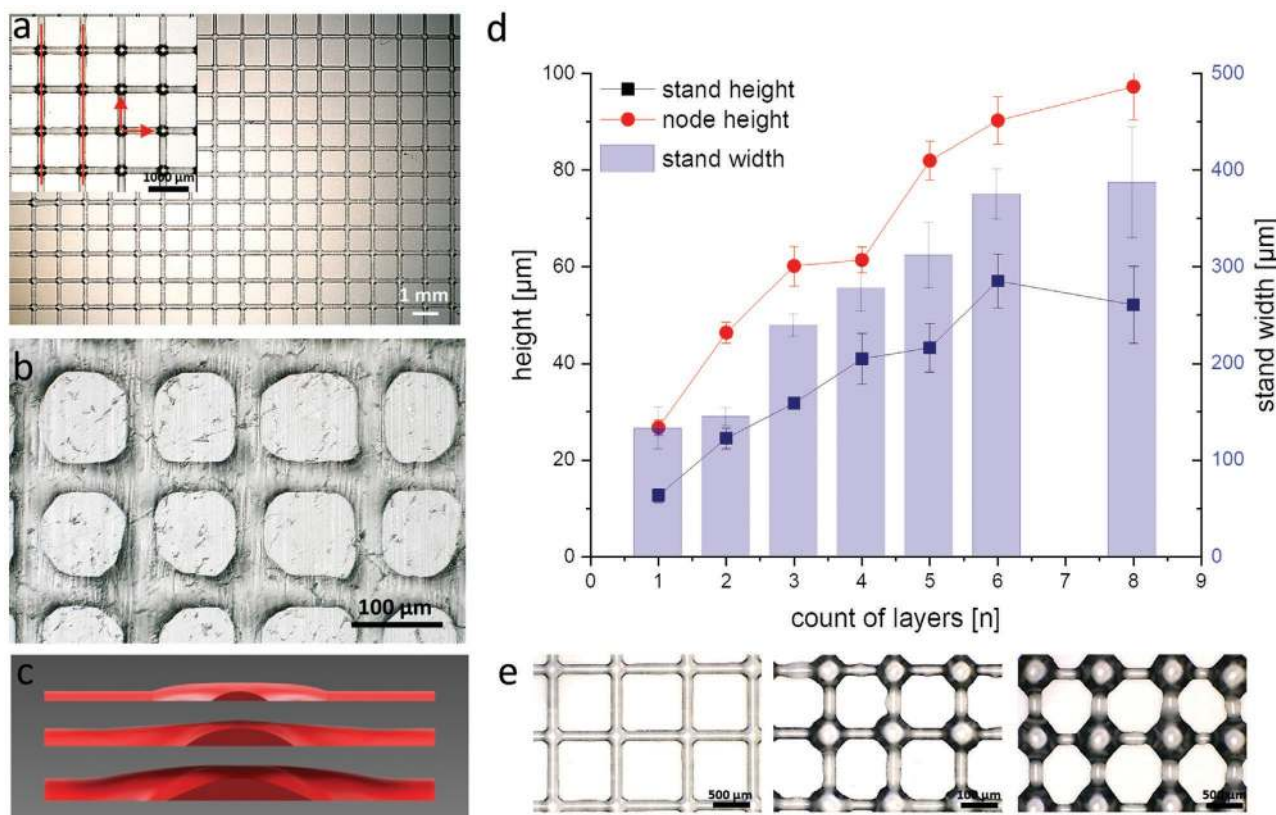 a
1000 µm
1 mm
b
100 µm
c
d
stand height
node height
stand width
height [µm]
100
80
60
40
20
0
0 1 2 3 4 5 6 7 8 9
count of layers [n]
500
400
300
200
100
0
stand width [µm]
e
500 µm
100 µm
500 µm